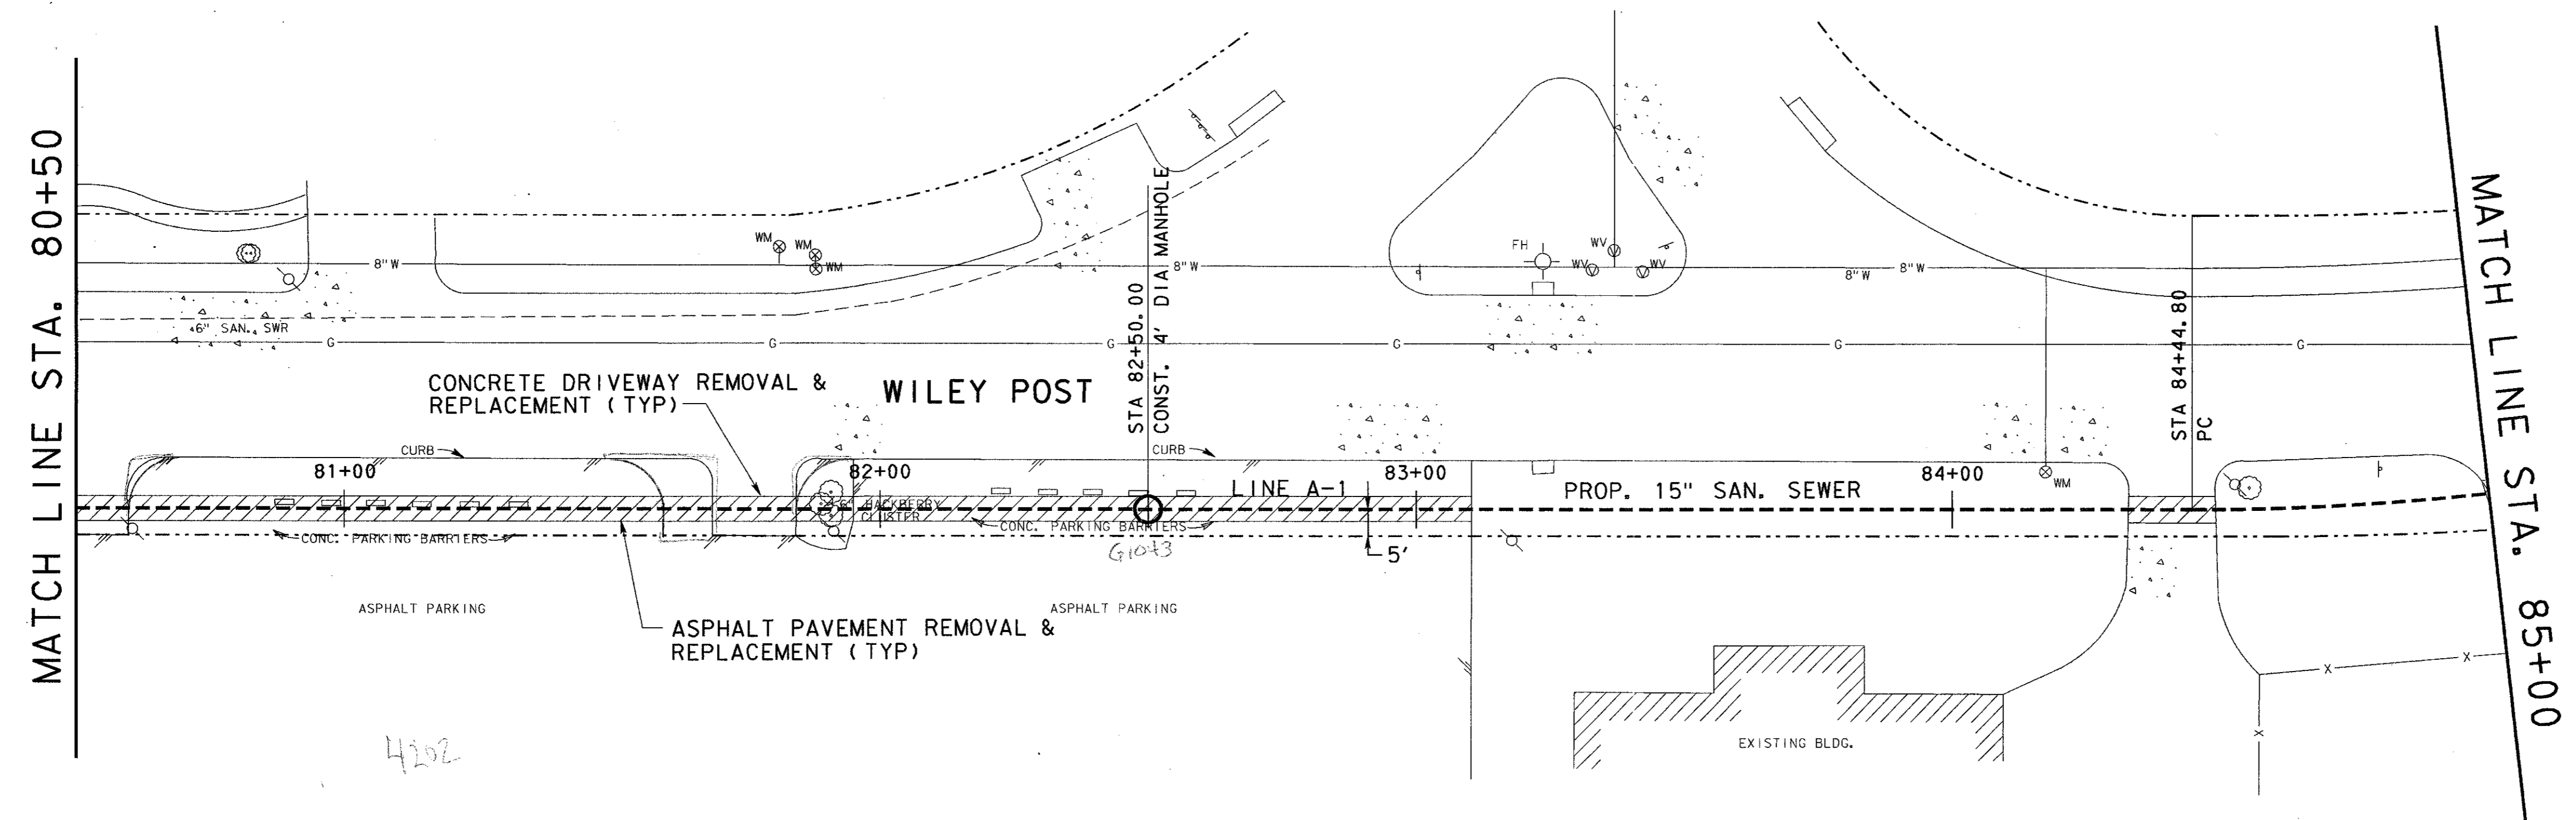 MATCH LINE STA. 80+50
WM
WM
WM
8" W
8" W
FH
WV
WV
WV
8" W
8" W
6" SAN. SWR
G
G
G
G
G
G
STA 82+50.00
CONST. 4' DIA MANHOLE
STA 84+44.80
PC
CONCRETE DRIVEWAY REMOVAL &
REPLACEMENT (TYP)
WILEY POST
CURB
CURB
81+00
82+00
83+00
84+00
WM
LINE A-1
PROP. 15" SAN. SEWER
6" HACKBERRY
CLUSTER
CONC. PARKING BARRIERS
CONC. PARKING BARRIERS
G1043
5'
ASPHALT PARKING
ASPHALT PARKING
ASPHALT PAVEMENT REMOVAL &
REPLACEMENT (TYP)
EXISTING BLDG.
X
X
X
4202
MATCH LINE STA. 85+00